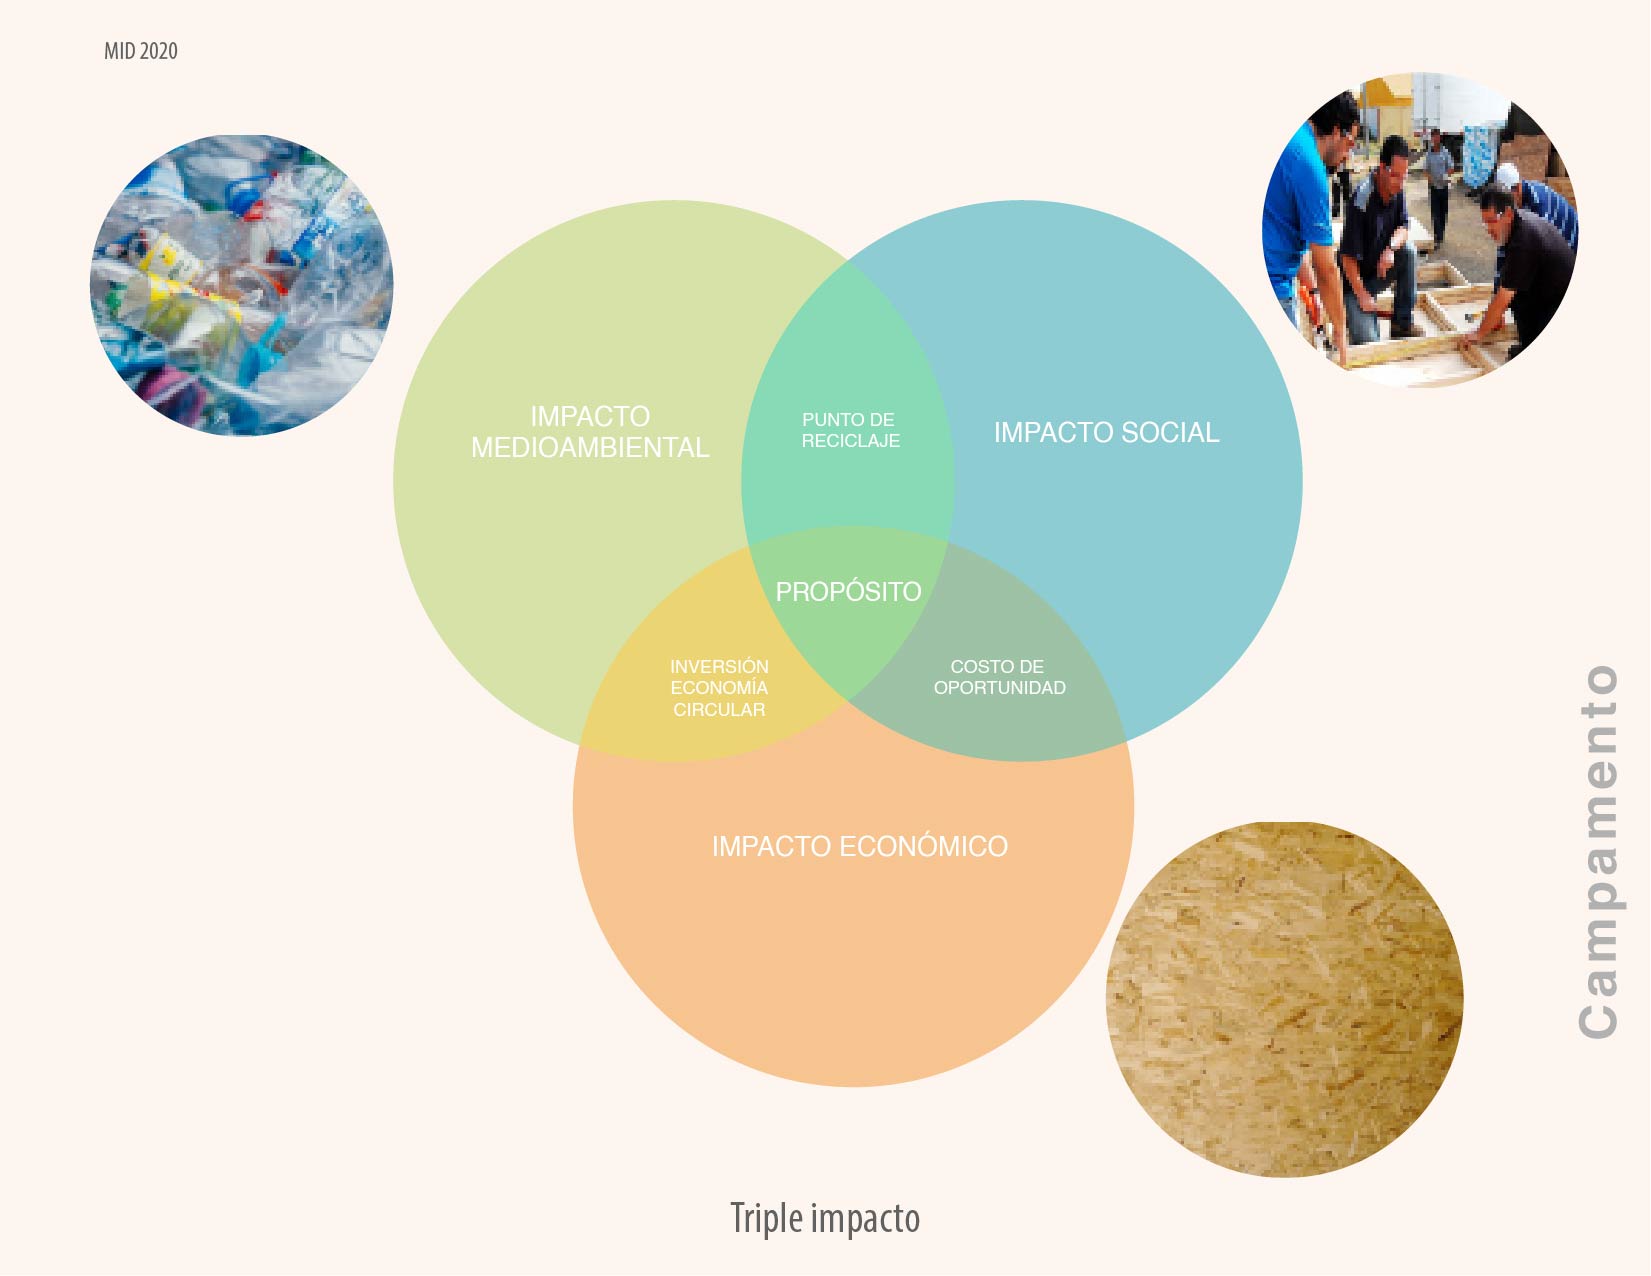 MID 2020
IMPACTO
MEDIOAMBIENTAL
PUNTO DE
RECICLAJE
IMPACTO SOCIAL
PROPÓSITO
INVERSIÓN
ECONOMÍA
CIRCULAR
COSTO DE
OPORTUNIDAD
IMPACTO ECONÓMICO
Campamento
Triple impacto